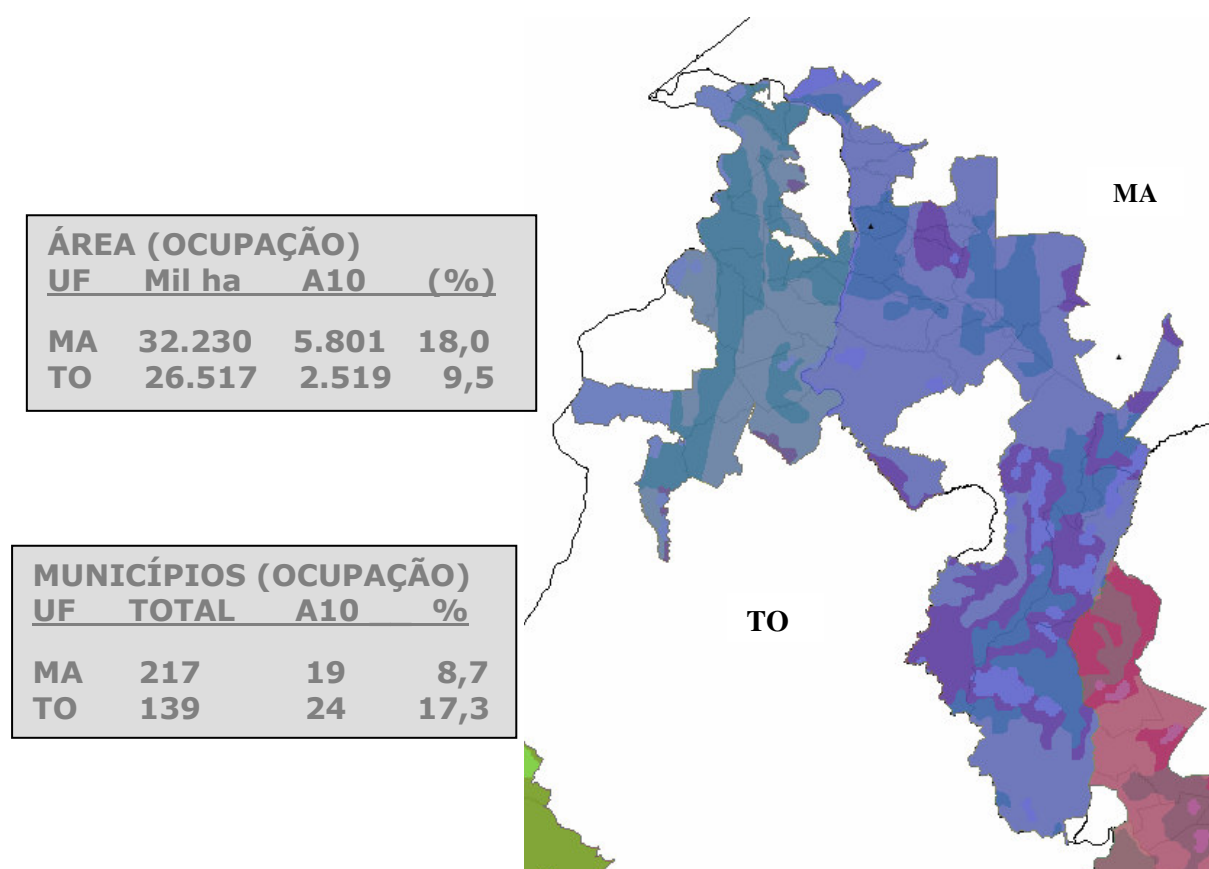 ÁREA (OCUPAÇÃO)
UF Mil ha A10 (%)
MA 32.230 5.801 18,0
TO 26.517 2.519 9,5
MUNICÍPIOS (OCUPAÇÃO)
UF TOTAL A10 %
MA 217 19 8,7
TO 139 24 17,3
MA
TO